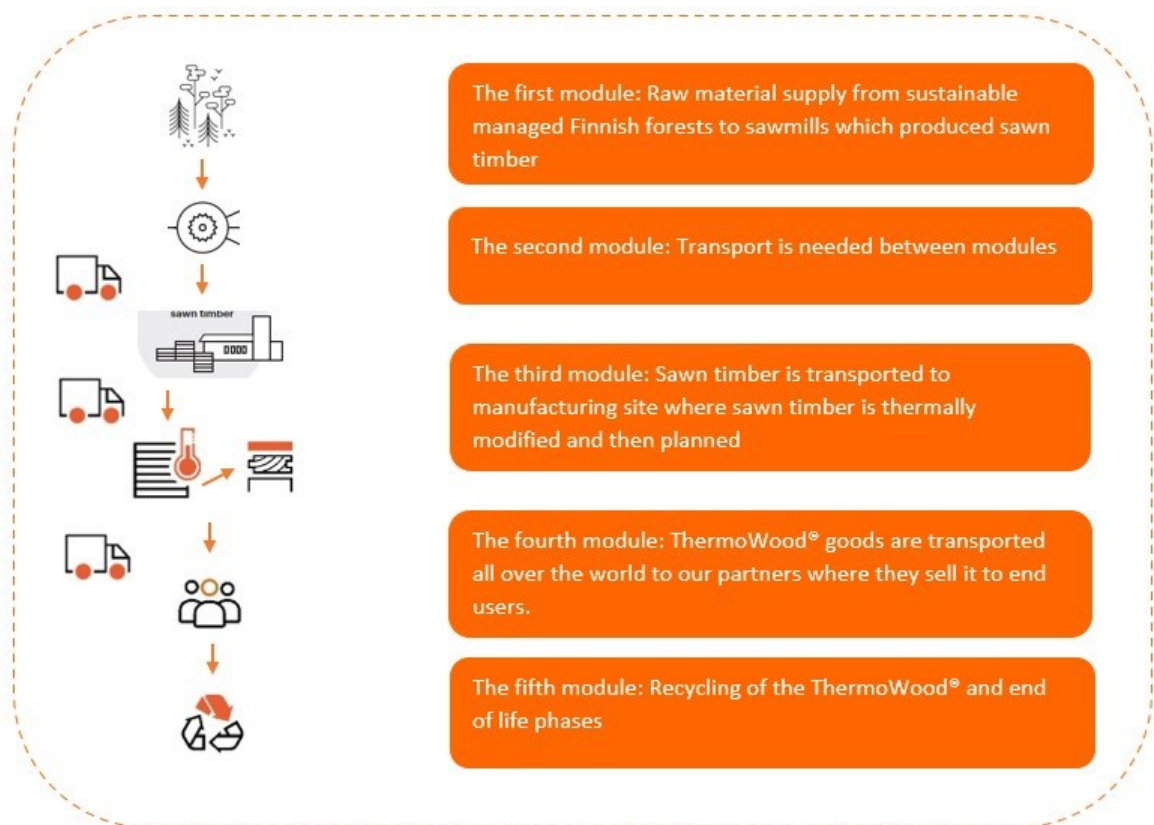 The first module: Raw material supply from sustainable
managed Finnish forests to sawmills which produced sawn
timber
The second module: Transport is needed between modules
sawn timber
The third module: Sawn timber is transported to
manufacturing site where sawn timber is thermally
modified and then planned
The fourth module: ThermoWood® goods are transported
all over the world to our partners where they sell it to end
users.
The fifth module: Recycling of the ThermoWood® and end
of life phases